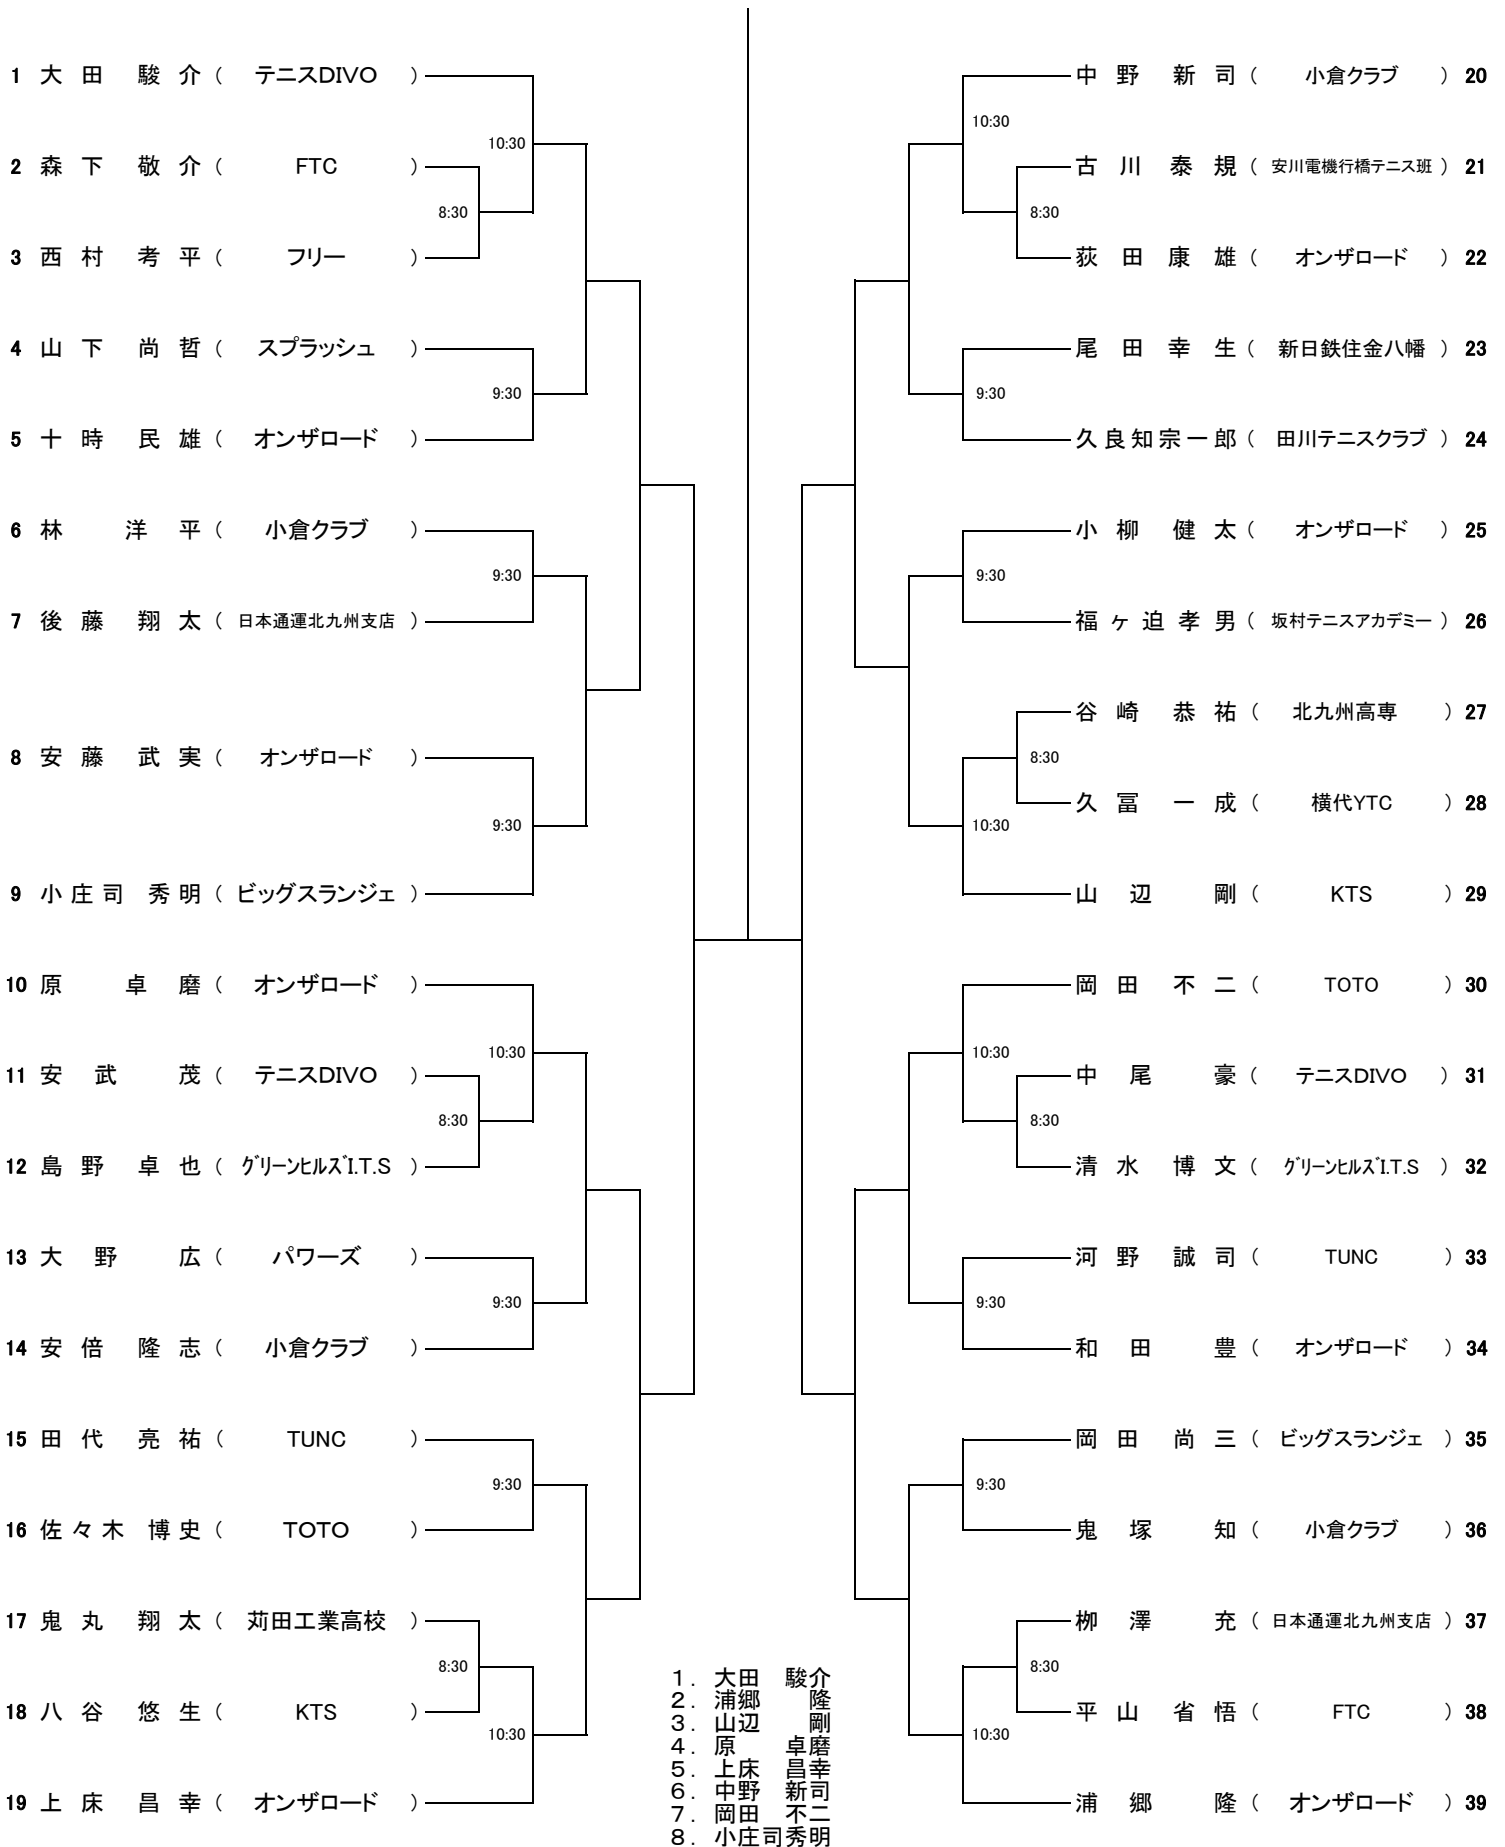 1 大田 駿介 （ テニスDIVO ）
10:30
2 森下 敬介 （ FTC ）
8:30
3 西村 考平 （ フリー ）
4 山下 尚哲 （ スプラッシュ ）
9:30
5 十時 民雄 （ オンザロード ）
6 林 洋平 （ 小倉クラブ ）
9:30
7 後藤 翔太 （ 日本通運北九州支店 ）
8 安藤 武実 （ オンザロード ）
9:30
9 小庄司 秀明 （ ビッグスランジェ ）
10 原 卓磨 （ オンザロード ）
10:30
11 安武 茂 （ テニスDIVO ）
8:30
12 島野 卓也 （ グリーンヒルズI.T.S ）
13 大野 広 （ パワーズ ）
9:30
14 安倍 隆志 （ 小倉クラブ ）
15 田代 亮祐 （ TUNC ）
9:30
16 佐々木 博史 （ TOTO ）
17 鬼丸 翔太 （ 苅田工業高校 ）
8:30
18 八谷 悠生 （ KTS ）
10:30
19 上床 昌幸 （ オンザロード ）
中野 新司 （ 小倉クラブ ） 20
10:30
古川 泰規 （ 安川電機行橋テニス班 ） 21
8:30
荻田 康雄 （ オンザロード ） 22
尾田 幸生 （ 新日鉄住金八幡 ） 23
9:30
久良知宗一郎 （ 田川テニスクラブ ） 24
小柳 健太 （ オンザロード ） 25
9:30
福ヶ迫孝男 （ 坂村テニスアカデミー ） 26
谷崎 恭祐 （ 北九州高専 ） 27
8:30
久冨 一成 （ 横代YTC ） 28
10:30
山辺 剛 （ KTS ） 29
岡田 不二 （ TOTO ） 30
10:30
中尾 豪 （ テニスDIVO ） 31
8:30
清水 博文 （ グリーンヒルズI.T.S ） 32
河野 誠司 （ TUNC ） 33
9:30
和田 豊 （ オンザロード ） 34
岡田 尚三 （ ビッグスランジェ ） 35
9:30
鬼塚 知 （ 小倉クラブ ） 36
栁澤 充 （ 日本通運北九州支店 ） 37
8:30
平山 省悟 （ FTC ） 38
10:30
浦郷 隆 （ オンザロード ） 39
１． 大田 駿介
２． 浦郷 隆
３． 山辺 剛
４． 原 卓磨
５． 上床 昌幸
６． 中野 新司
７． 岡田 不二
８． 小庄司秀明